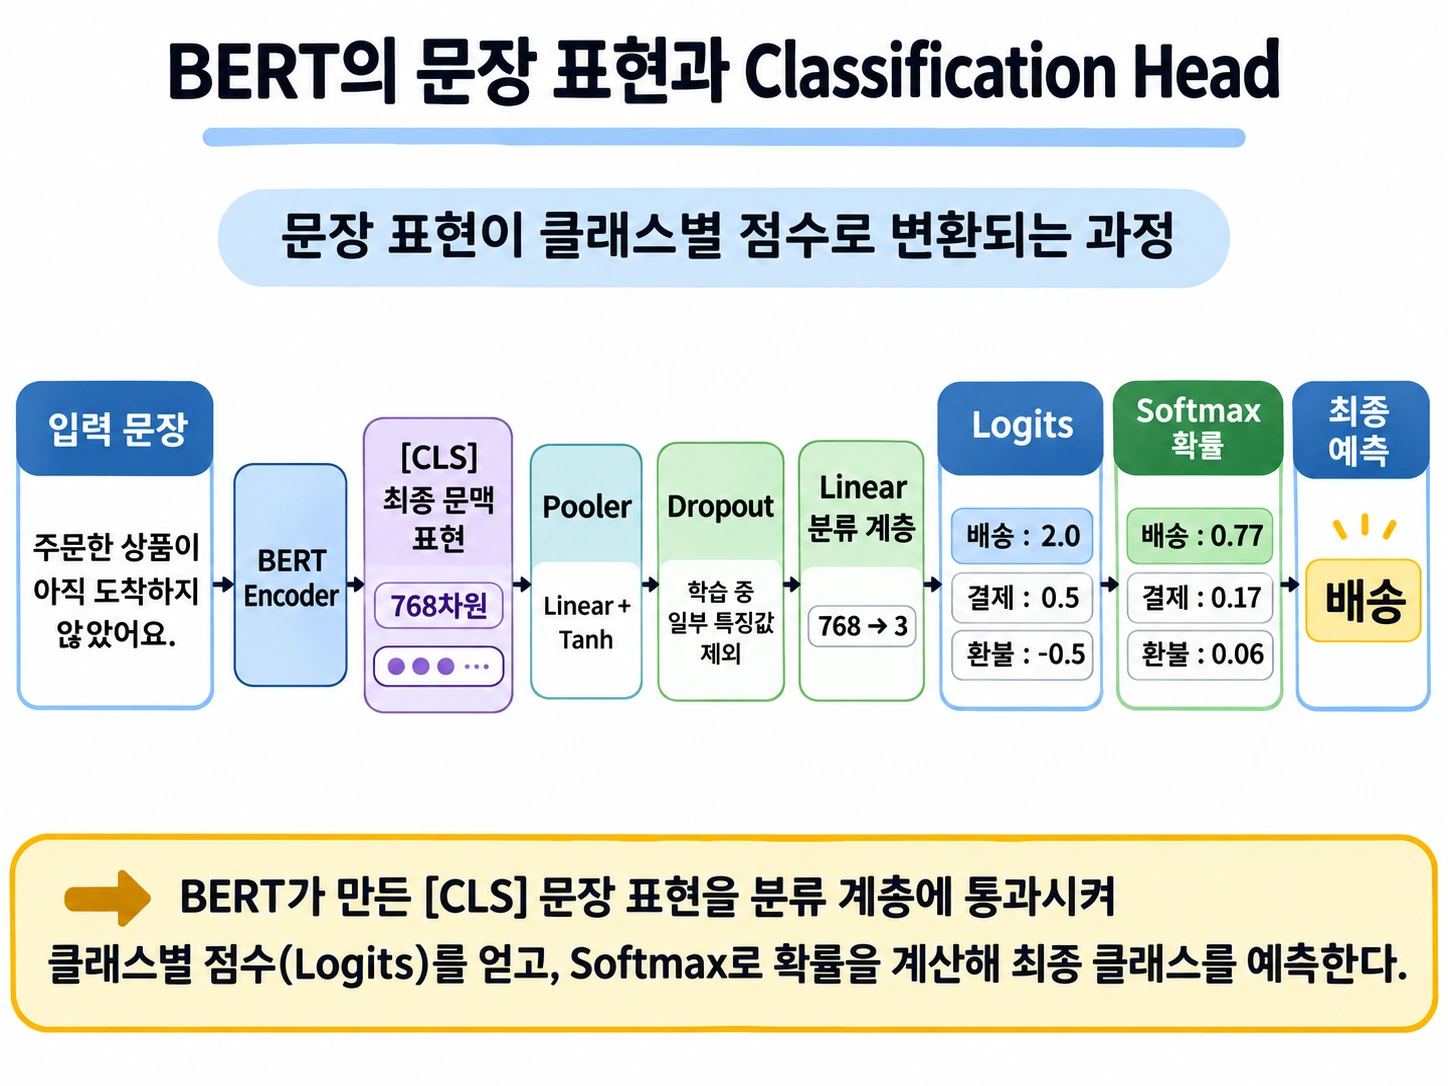 BERT의 문장 표현과 Classification Head
문장 표현이 클래스별 점수로 변환되는 과정
입력 문장
주문한 상품이
아직 도착하지
않았어요.
BERT
Encoder
[CLS]
최종 문맥
표현
768차원
Pooler
Linear +
Tanh
Dropout
학습 중
일부 특징값
제외
Linear
분류 계층
768 → 3
Logits
배송 : 2.0
결제 : 0.5
환불 : -0.5
Softmax
확률
배송 : 0.77
결제 : 0.17
환불 : 0.06
최종
예측
배송
BERT가 만든 [CLS] 문장 표현을 분류 계층에 통과시켜
클래스별 점수(Logits)를 얻고, Softmax로 확률을 계산해 최종 클래스를 예측한다.